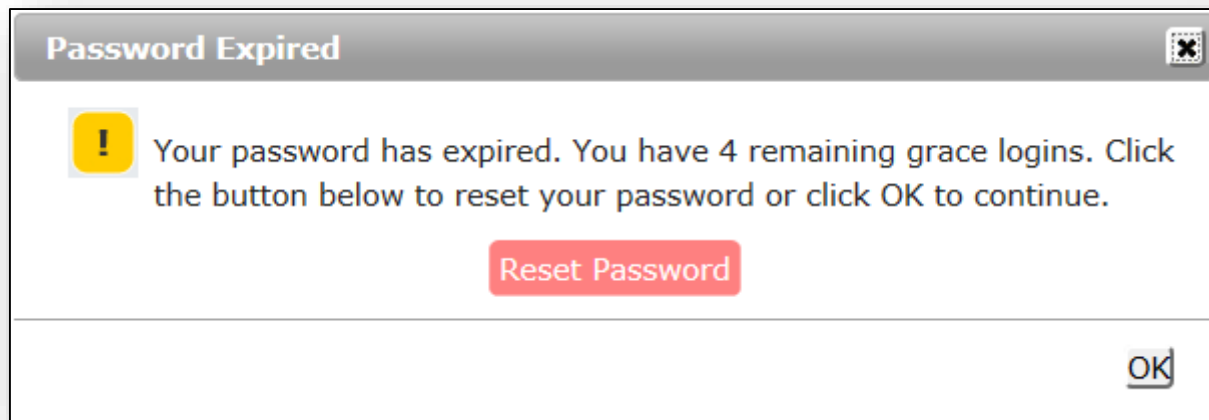 Password Expired
!
Your password has expired. You have 4 remaining grace logins. Click
the button below to reset your password or click OK to continue.
Reset Password
OK